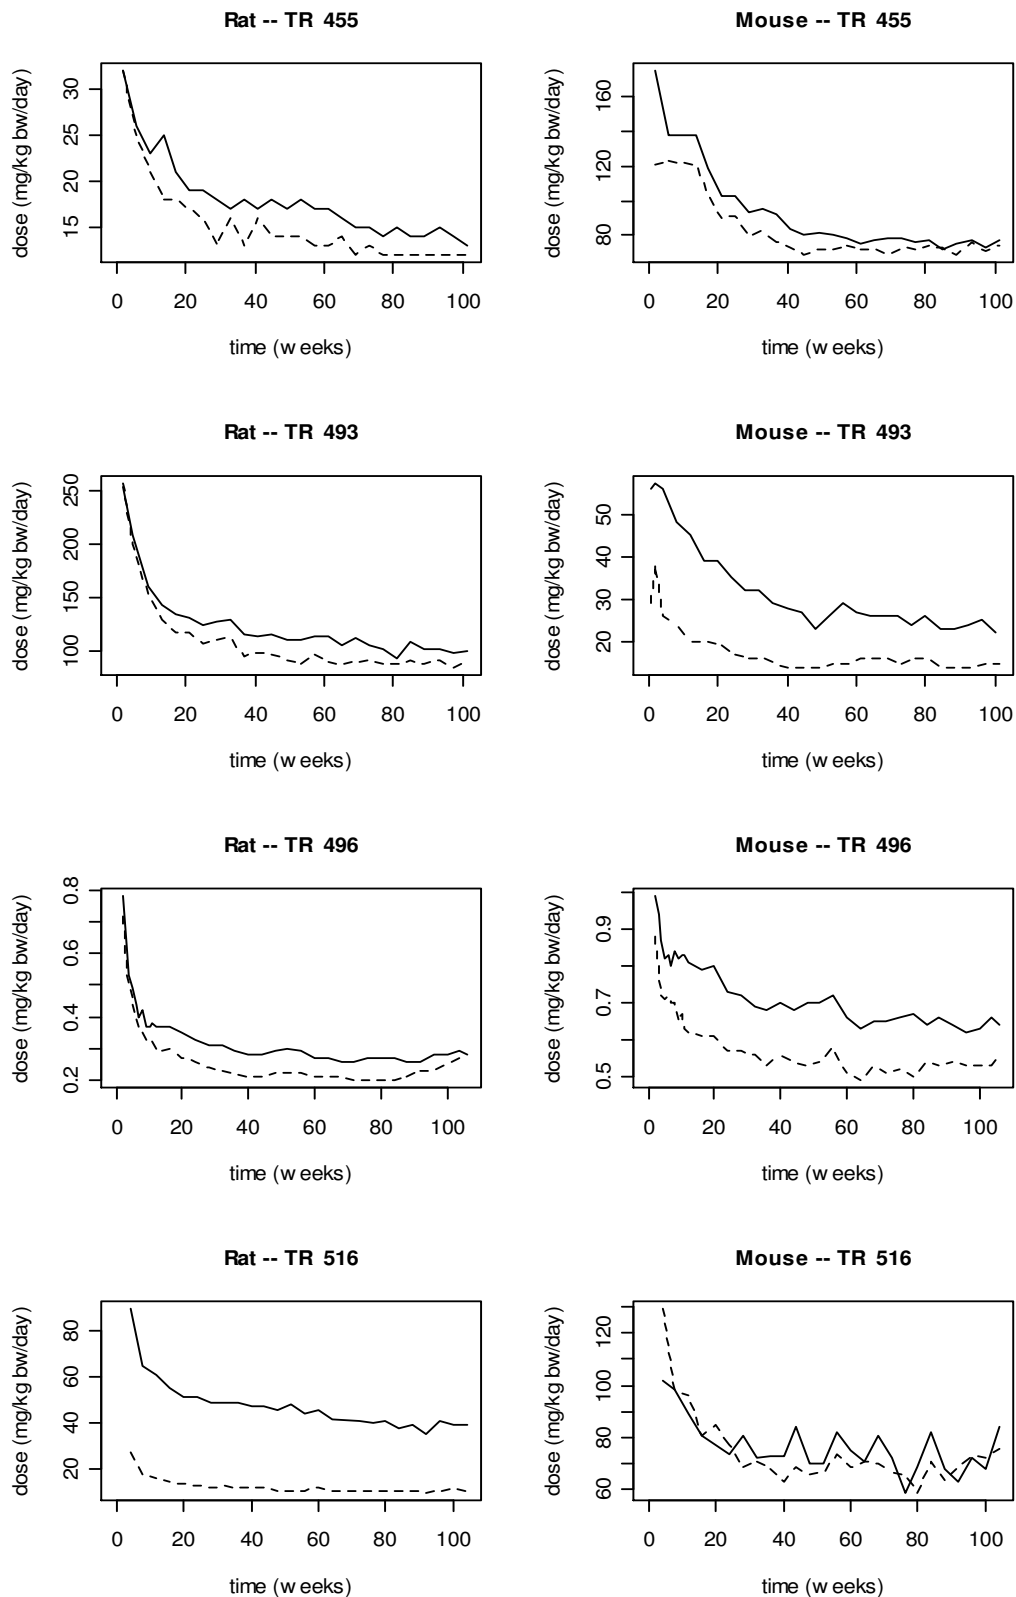 Rat -- TR 455
dose (mg/kg bw/day)
30
25
20
15
0 20 40 60 80 100
time (weeks)
Mouse -- TR 455
dose (mg/kg bw/day)
160
120
80
0 20 40 60 80 100
time (weeks)
Rat -- TR 493
dose (mg/kg bw/day)
250
200
150
100
0 20 40 60 80 100
time (weeks)
Mouse -- TR 493
dose (mg/kg bw/day)
50
40
30
20
0 20 40 60 80 100
time (weeks)
Rat -- TR 496
dose (mg/kg bw/day)
0.8
0.6
0.4
0.2
0 20 40 60 80 100
time (weeks)
Mouse -- TR 496
dose (mg/kg bw/day)
0.9
0.7
0.5
0 20 40 60 80 100
time (weeks)
Rat -- TR 516
dose (mg/kg bw/day)
80
60
40
20
0 20 40 60 80 100
time (weeks)
Mouse -- TR 516
dose (mg/kg bw/day)
120
100
80
60
0 20 40 60 80 100
time (weeks)